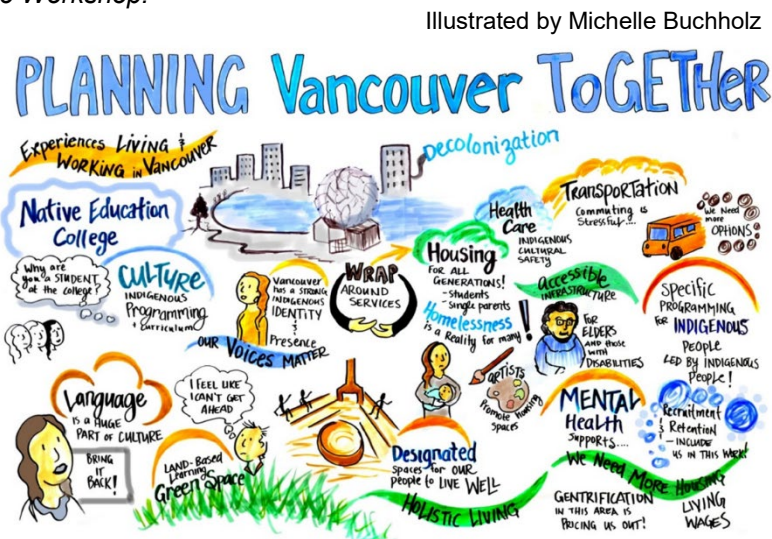 Workshop.
Illustrated by Michelle Buchholz
PLANNING Vancouver ToGETHeR
Experiences LIVING &
WORKING in VANCOUVER
Decolonization
Native Education
College
Why are
you a STUDENT
at the college?
CULTURE
INDIGENOUS
Programming
+ curriculum
Vancouver
has a STRONG
INDIGENOUS
IDENTITY
&
Presence
OUR VOICES MATTER
WRAP
AROUND
SERVICES
Housing
FOR ALL
GENERATIONS!
- students
- single parents
Homelessness
is a Reality for many!
Health
Care
INDIGENOUS
CULTURAL
SAFETY
TRANSPORTATION
Commuting is
Stressful....
We Need
more
OPTIONS
accessible
INFRASTRUCTURE
FOR
ELDERS
AND those
WITH
DISABILITIES
SPECIFIC
PROGRAMMING
for INDIGENOUS
PEOPLE
LED BY INDIGENOUS
PEOPLE!
Language
is a HUGE
PART OF CULTURE
BRING
IT
BACK!
I FEEL LIKE
I CAN'T GET
AHEAD
LAND-BASED
Learning
Green Space
ARTISTS
Promote
spaces
Designated
spaces for OUR
people to LIVE WELL
HOLISTIC LIVING
MENTAL
Health
Supports....
Recruitment
& Retention
- INCLUDE
US IN THIS WORK!
We Need MORE HOUSING
GENTRIFICATION
IN THIS AREA is
PRICING US OUT!
LIVING
WAGES